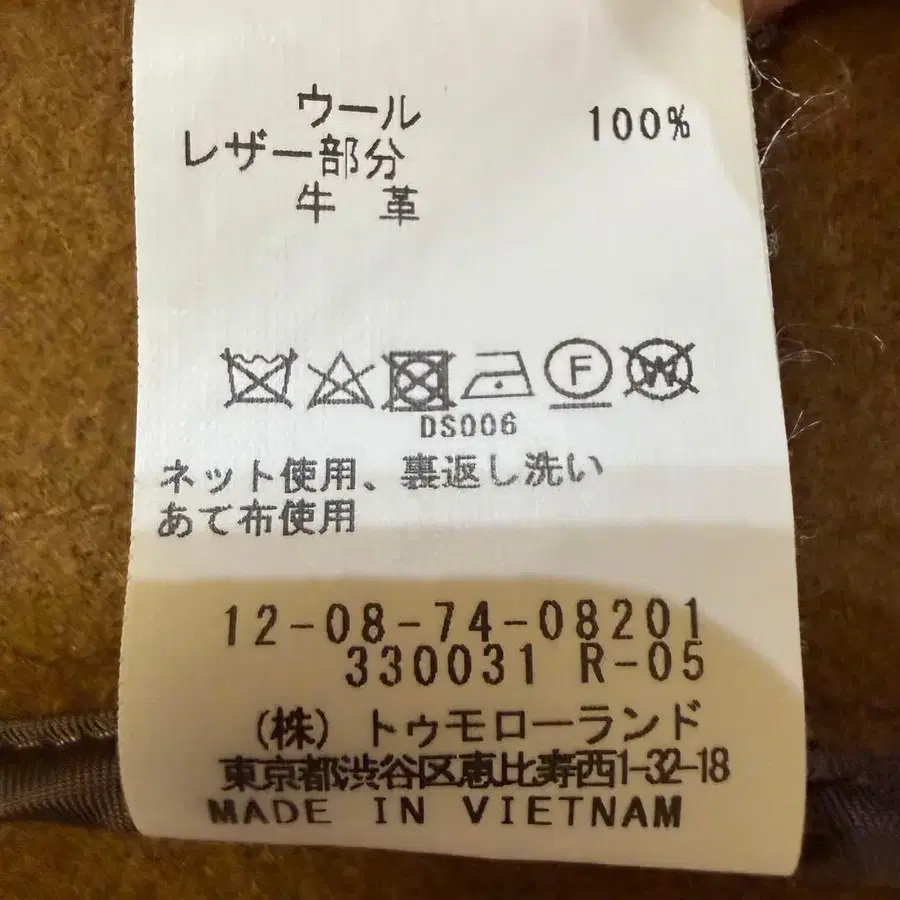 ウール 100%
レザー部分
牛 革
F W
DS006
ネット使用、裏返し洗い
あて布使用
12-08-74-08201
330031 R-05
(株) トゥモローランド
東京都渋谷区恵比寿西1-32-18
MADE IN VIETNAM